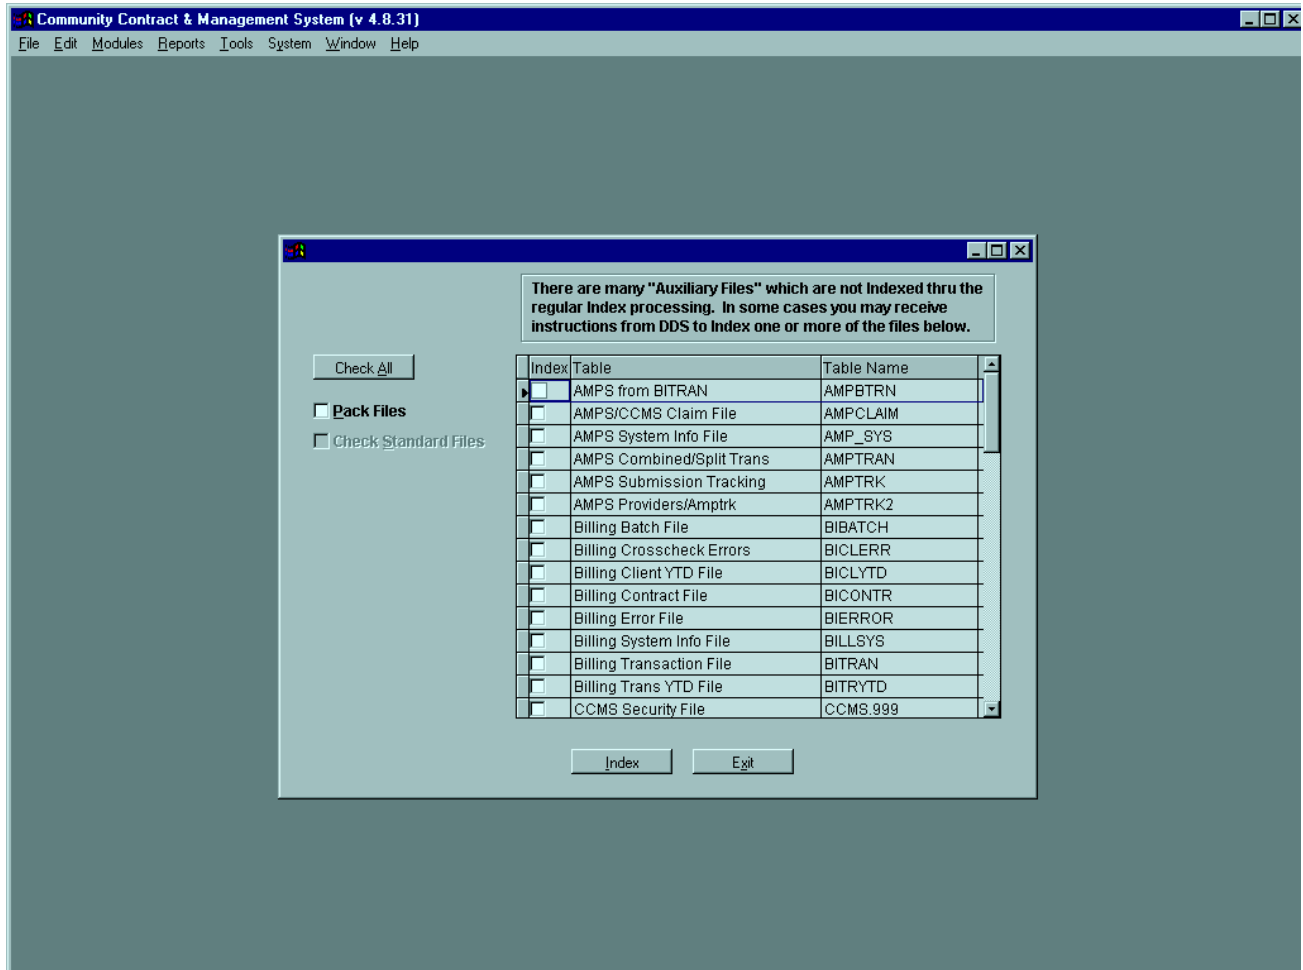 Community Contract & Management System (v 4.8.31)
File Edit Modules Reports Tools System Window Help
There are many "Auxiliary Files" which are not Indexed thru the
regular Index processing. In some cases you may receive
instructions from DDS to Index one or more of the files below.
Check All
Pack Files
Check Standard Files
Index Table Table Name
AMPS from BITRAN AMPBTRN
AMPS/CCMS Claim File AMPCLAIM
AMPS System Info File AMP_SYS
AMPS Combined/Split Trans AMPTRAN
AMPS Submission Tracking AMPTRK
AMPS Providers/Amptrk AMPTRK2
Billing Batch File BIBATCH
Billing Crosscheck Errors BICLERR
Billing Client YTD File BICLYTD
Billing Contract File BICONTR
Billing Error File BIERROR
Billing System Info File BILLSYS
Billing Transaction File BITRAN
Billing Trans YTD File BITRYTD
CCMS Security File CCMS.999
Index Exit